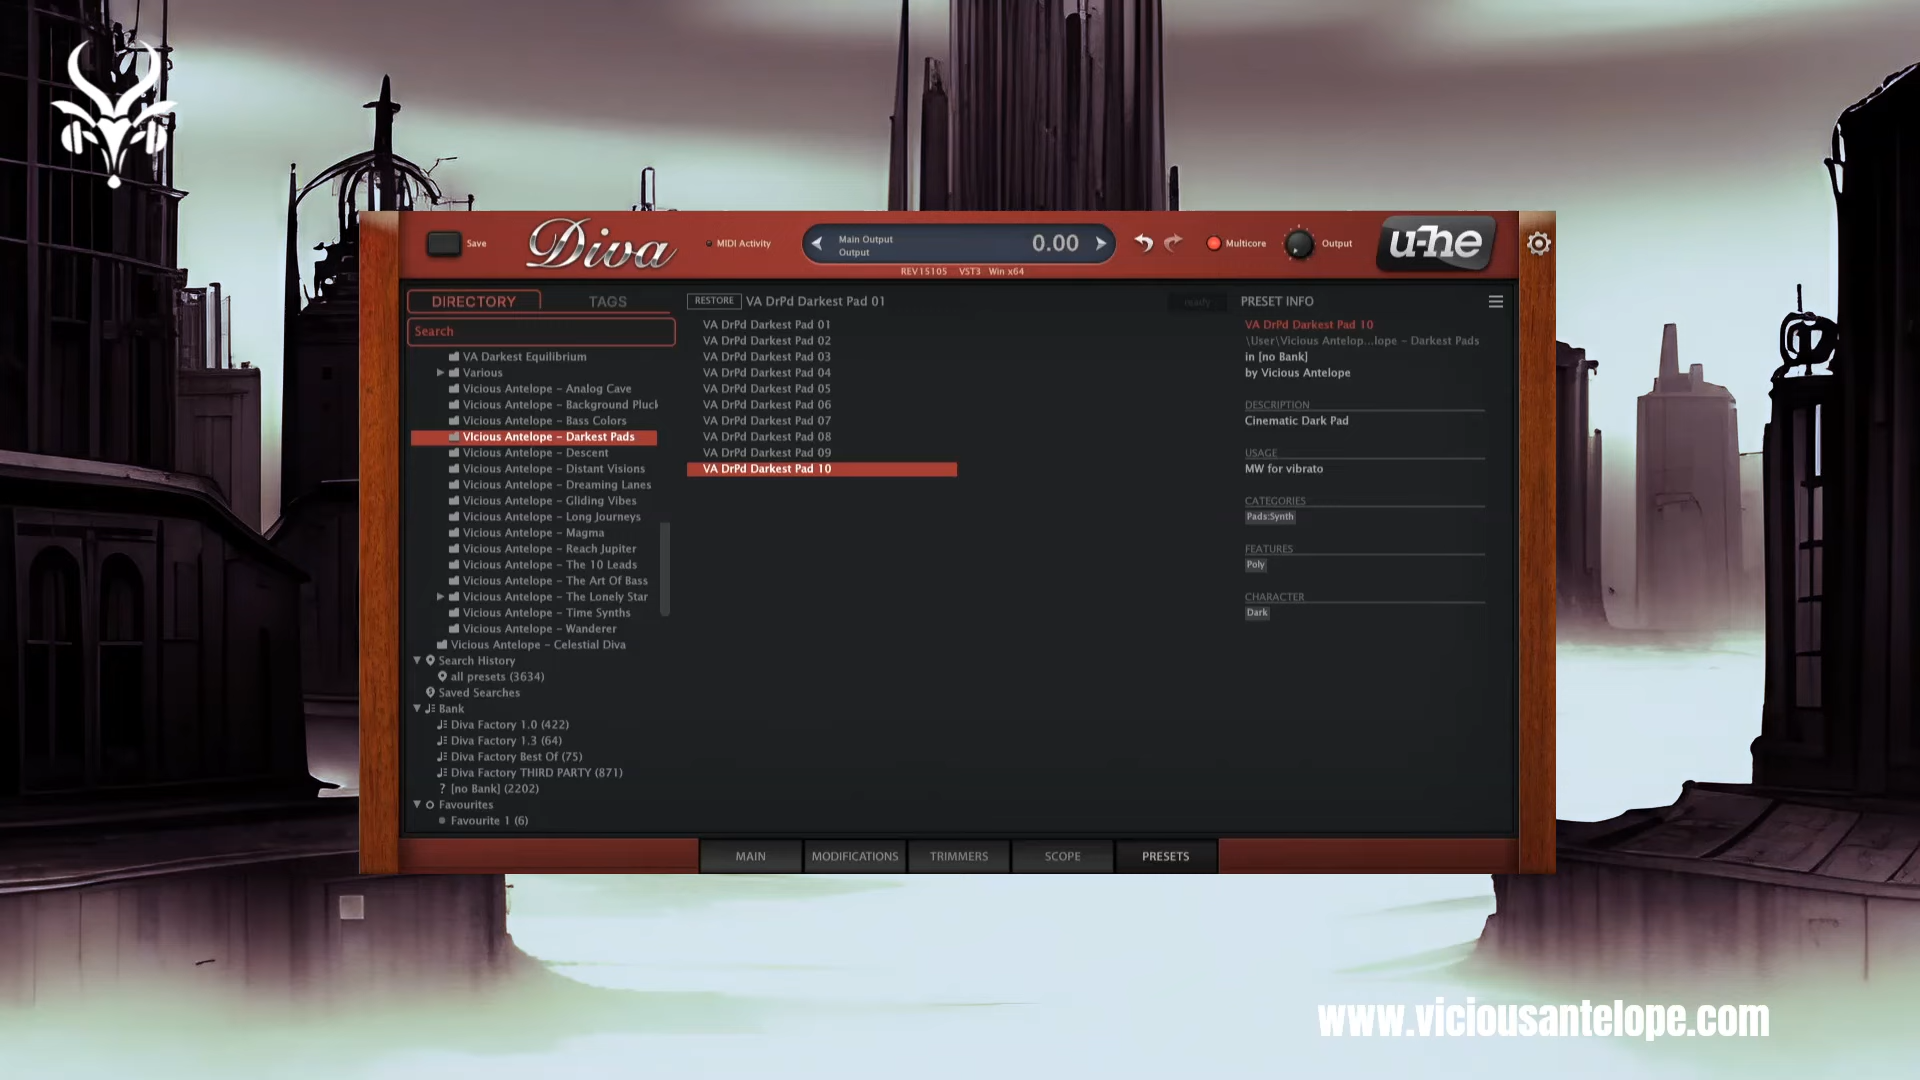 Save
Diva
MIDI Activity
Main Output
Output
0.00
Multicore
Output
u-he
REV15105 VST3 Win x64
DIRECTORY
TAGS
Search
VA Darkest Equilibrium
Various
Vicious Antelope - Analog Cave
Vicious Antelope - Background Pluck
Vicious Antelope - Bass Colors
Vicious Antelope - Darkest Pads
Vicious Antelope - Descent
Vicious Antelope - Distant Visions
Vicious Antelope - Dreaming Lanes
Vicious Antelope - Gliding Vibes
Vicious Antelope - Long Journeys
Vicious Antelope - Magma
Vicious Antelope - Reach Jupiter
Vicious Antelope - The 10 Leads
Vicious Antelope - The Art Of Bass
Vicious Antelope - The Lonely Star
Vicious Antelope - Time Synths
Vicious Antelope - Wanderer
Vicious Antelope - Celestial Diva
Search History
all presets (3634)
Saved Searches
Bank
Diva Factory 1.0 (422)
Diva Factory 1.3 (64)
Diva Factory Best Of (75)
Diva Factory THIRD PARTY (871)
? [no Bank] (2202)
Favourites
Favourite 1 (6)
RESTORE VA DrPd Darkest Pad 01
ready
VA DrPd Darkest Pad 01
VA DrPd Darkest Pad 02
VA DrPd Darkest Pad 03
VA DrPd Darkest Pad 04
VA DrPd Darkest Pad 05
VA DrPd Darkest Pad 06
VA DrPd Darkest Pad 07
VA DrPd Darkest Pad 08
VA DrPd Darkest Pad 09
VA DrPd Darkest Pad 10
PRESET INFO
VA DrPd Darkest Pad 10
\User\Vicious Antelop...lope - Darkest Pads
in [no Bank]
by Vicious Antelope
DESCRIPTION
Cinematic Dark Pad
USAGE
MW for vibrato
CATEGORIES
Pads:Synth
FEATURES
Poly
CHARACTER
Dark
MAIN
MODIFICATIONS
TRIMMERS
SCOPE
PRESETS
www.viciousantelope.com